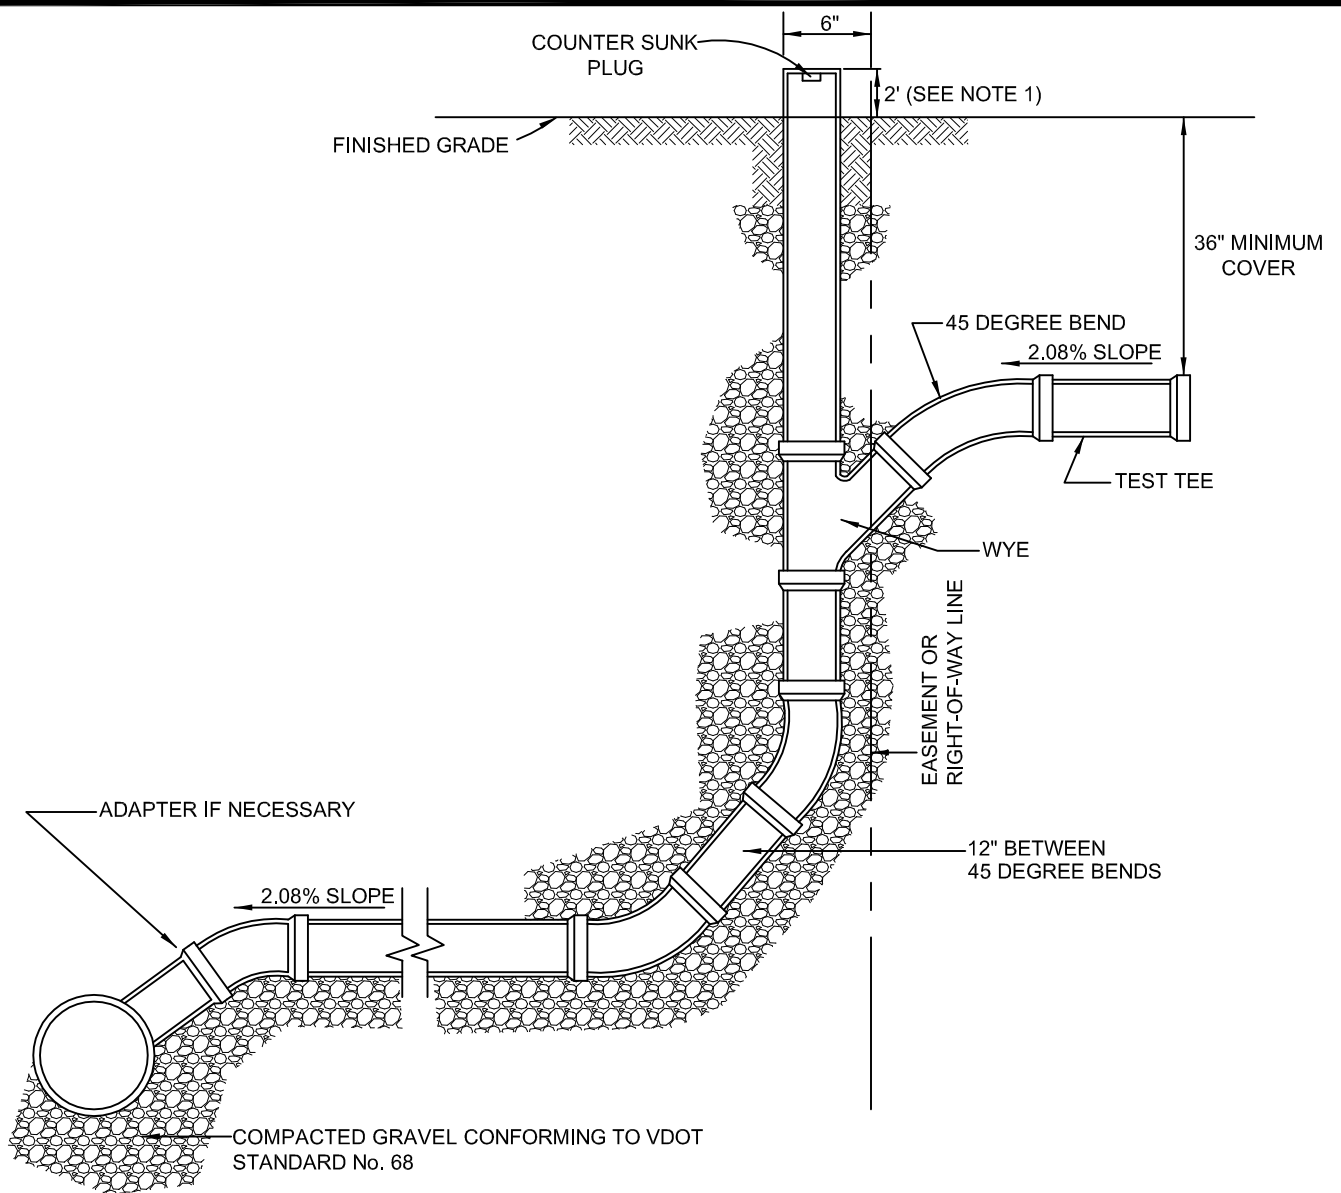 6"
COUNTER SUNK
PLUG
2' (SEE NOTE 1)
FINISHED GRADE
36" MINIMUM
COVER
45 DEGREE BEND
2.08% SLOPE
TEST TEE
WYE
EASEMENT OR
RIGHT-OF-WAY LINE
ADAPTER IF NECESSARY
12" BETWEEN
45 DEGREE BENDS
2.08% SLOPE
COMPACTED GRAVEL CONFORMING TO VDOT
STANDARD No. 68